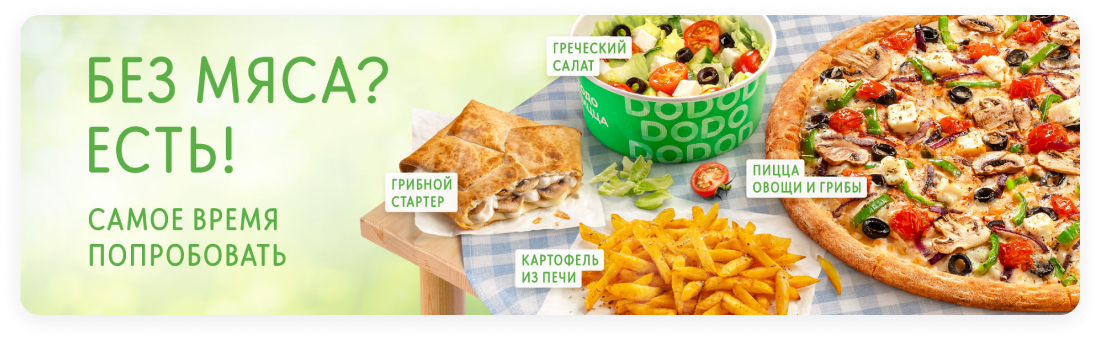 БЕЗ МЯСА?
ЕСТЬ!
САМОЕ ВРЕМЯ
ПОПРОБОВАТЬ
ГРЕЧЕСКИЙ
САЛАТ
DODO
DODO
DODO
ГРИБНОЙ
СТАРТЕР
ПИЦЦА
ОВОЩИ И ГРИБЫ
КАРТОФЕЛЬ
ИЗ ПЕЧИ